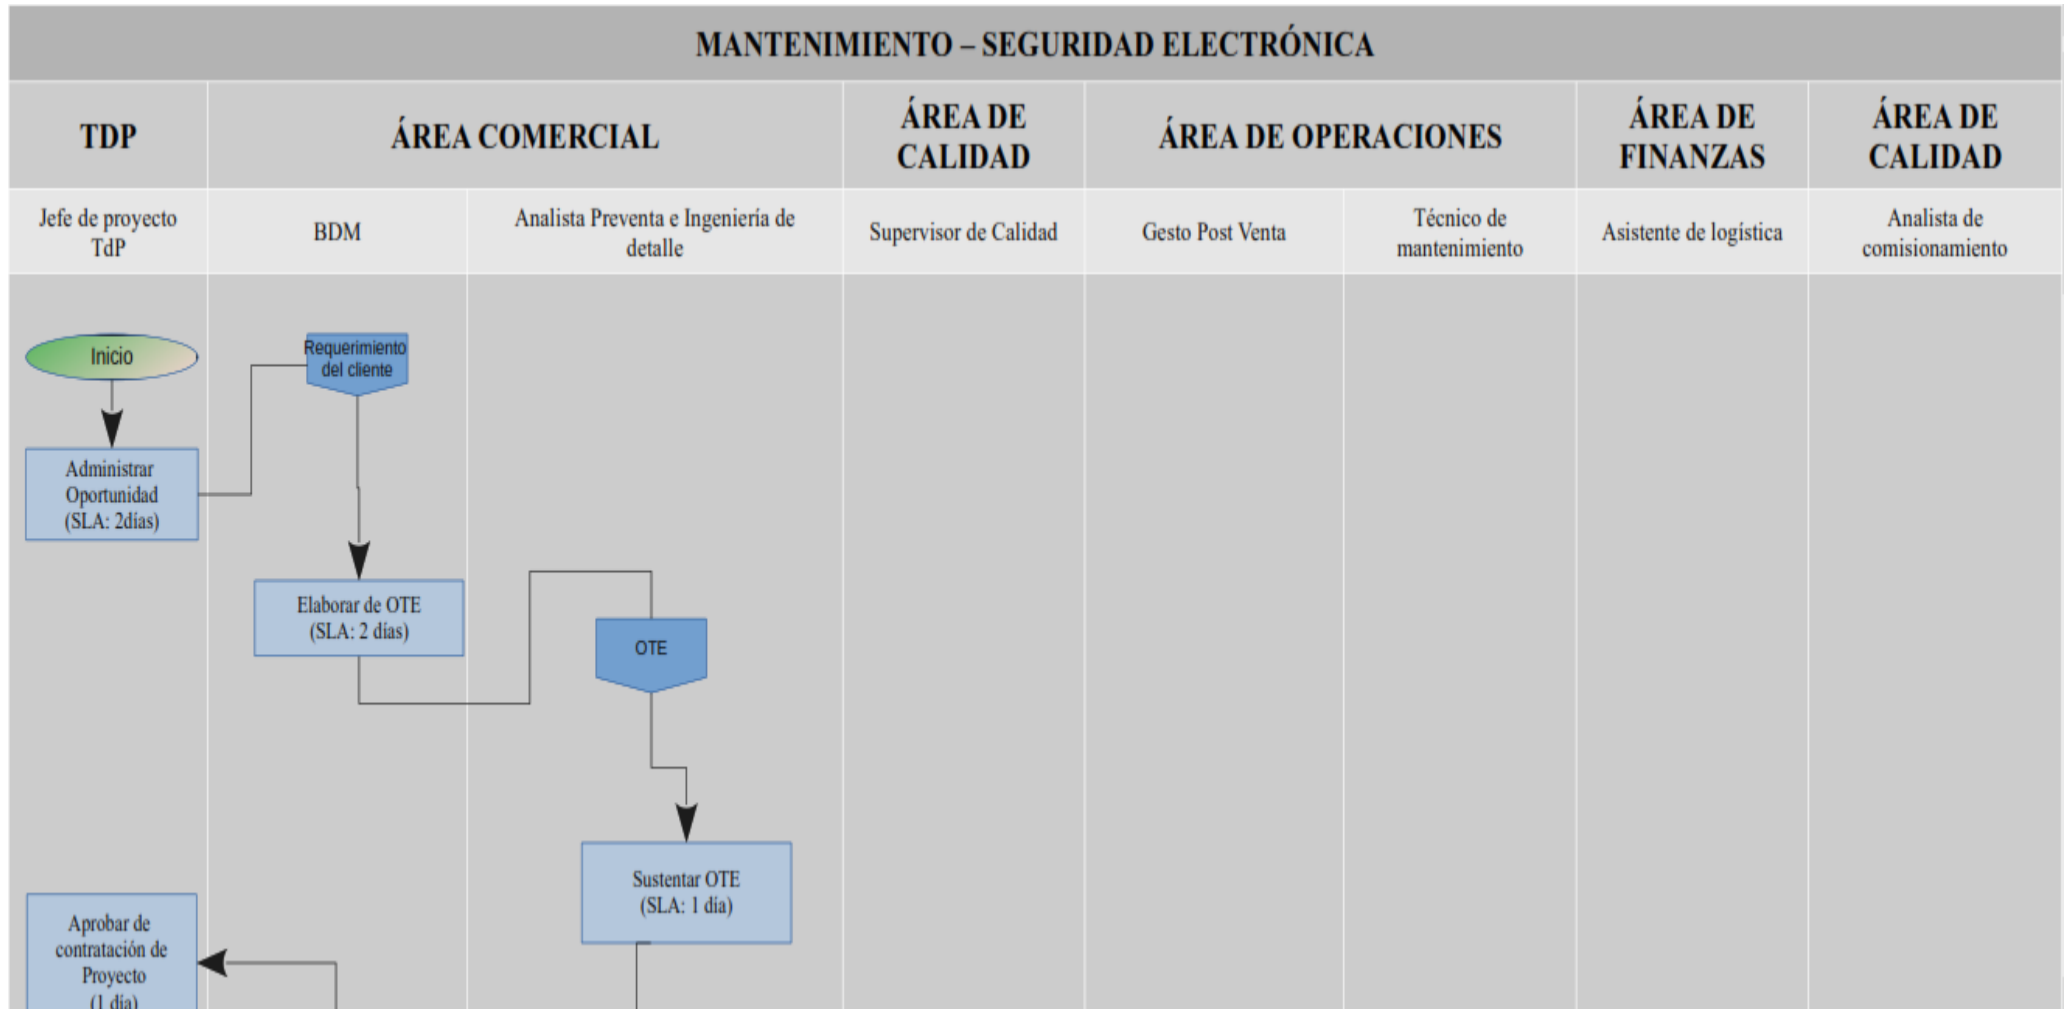 MANTENIMIENTO – SEGURIDAD ELECTRÓNICA
TDP
ÁREA COMERCIAL
ÁREA DE
CALIDAD
ÁREA DE OPERACIONES
ÁREA DE
FINANZAS
ÁREA DE
CALIDAD
Jefe de proyecto
TdP
BDM
Analista Preventa e Ingeniería de
detalle
Supervisor de Calidad
Gesto Post Venta
Técnico de
mantenimiento
Asistente de logística
Analista de
comisionamiento
Inicio
Requerimiento
del cliente
Administrar
Oportunidad
(SLA: 2días)
Elaborar de OTE
(SLA: 2 días)
OTE
Sustentar OTE
(SLA: 1 día)
Aprobar de
contratación de
Proyecto
(1 día)